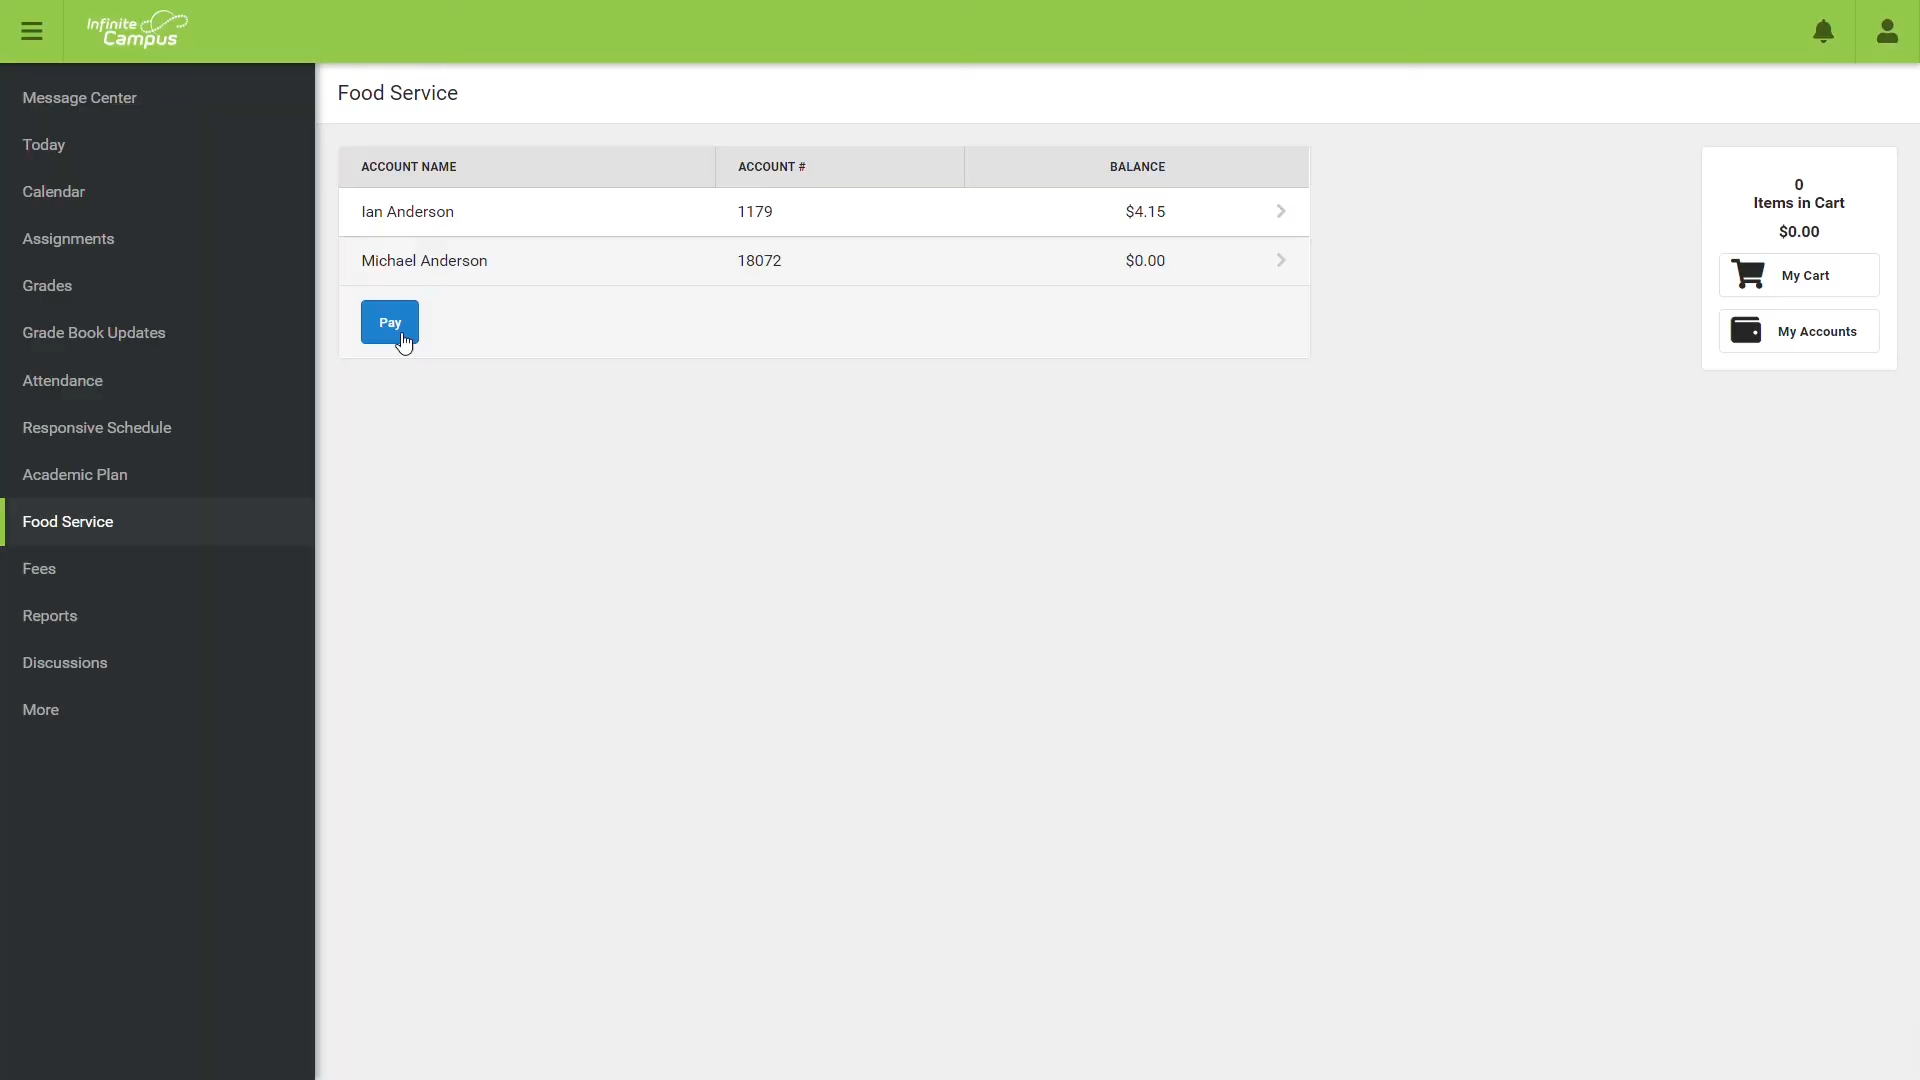 Infinite
Campus
Message Center
Today
Calendar
Assignments
Grades
Grade Book Updates
Attendance
Responsive Schedule
Academic Plan
Food Service
Fees
Reports
Discussions
More
Food Service
ACCOUNT NAME ACCOUNT # BALANCE
Ian Anderson 1179 $4.15
Michael Anderson 18072 $0.00
Pay
0
Items in Cart
$0.00
My Cart
My Accounts